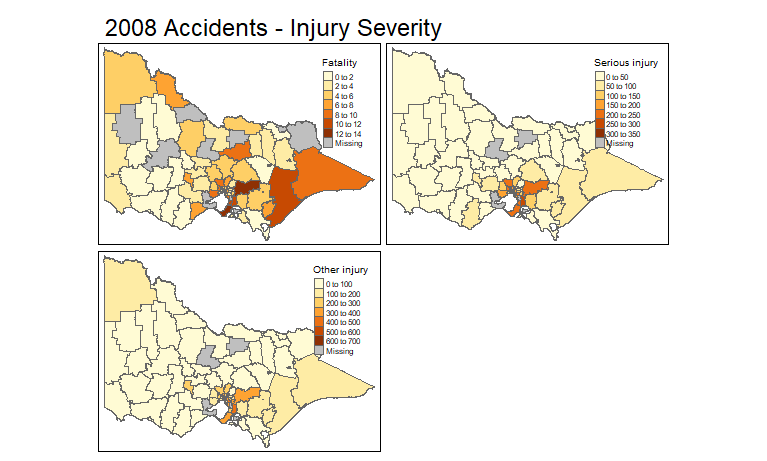 2008 Accidents - Injury Severity
Fatality
0 to 2
2 to 4
4 to 6
6 to 8
8 to 10
10 to 12
12 to 14
Missing
Serious injury
0 to 50
50 to 100
100 to 150
150 to 200
200 to 250
250 to 300
300 to 350
Missing
Other injury
0 to 100
100 to 200
200 to 300
300 to 400
400 to 500
500 to 600
600 to 700
Missing